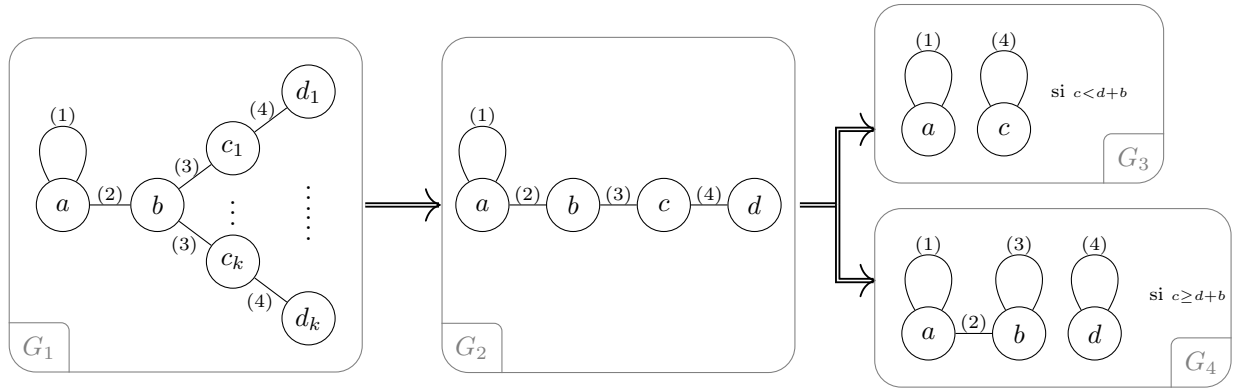 (1)
a
(2)
b
(3)
c₁
(4)
d₁
(3)
cₖ
(4)
dₖ
G₁
(1)
a
(2)
b
(3)
c
(4)
d
G₂
(1)
a
(4)
c
si c<d+b
G₃
(1)
a
(2)
(3)
b
(4)
d
si c≥d+b
G₄